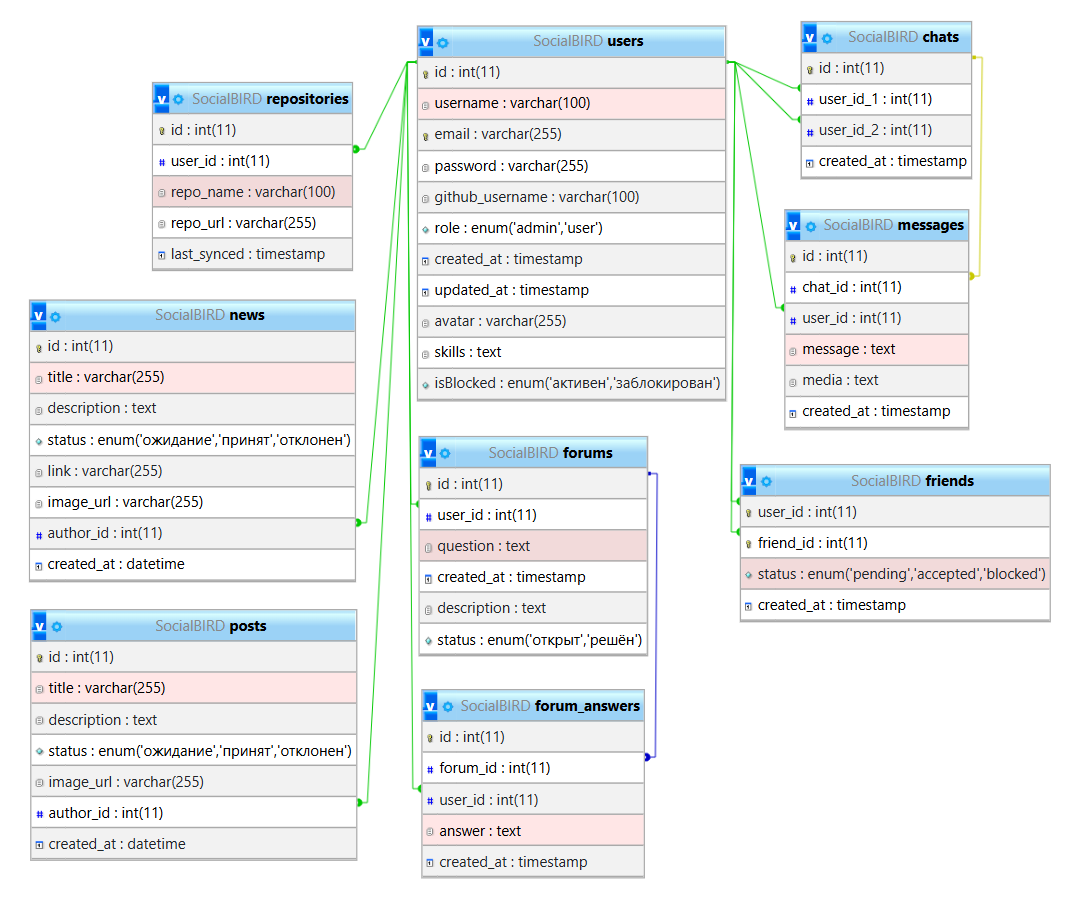 SocialBIRD repositories
id : int(11)
user_id : int(11)
repo_name : varchar(100)
repo_url : varchar(255)
last_synced : timestamp
SocialBIRD news
id : int(11)
title : varchar(255)
description : text
status : enum('ожидание','принят','отклонен')
link : varchar(255)
image_url : varchar(255)
author_id : int(11)
created_at : datetime
SocialBIRD posts
id : int(11)
title : varchar(255)
description : text
status : enum('ожидание','принят','отклонен')
image_url : varchar(255)
author_id : int(11)
created_at : datetime
SocialBIRD users
id : int(11)
username : varchar(100)
email : varchar(255)
password : varchar(255)
github_username : varchar(100)
role : enum('admin','user')
created_at : timestamp
updated_at : timestamp
avatar : varchar(255)
skills : text
isBlocked : enum('активен','заблокирован')
SocialBIRD forums
id : int(11)
user_id : int(11)
question : text
created_at : timestamp
description : text
status : enum('открыт','решён')
SocialBIRD forum_answers
id : int(11)
forum_id : int(11)
user_id : int(11)
answer : text
created_at : timestamp
SocialBIRD chats
id : int(11)
user_id_1 : int(11)
user_id_2 : int(11)
created_at : timestamp
SocialBIRD messages
id : int(11)
chat_id : int(11)
user_id : int(11)
message : text
media : text
created_at : timestamp
SocialBIRD friends
user_id : int(11)
friend_id : int(11)
status : enum('pending','accepted','blocked')
created_at : timestamp